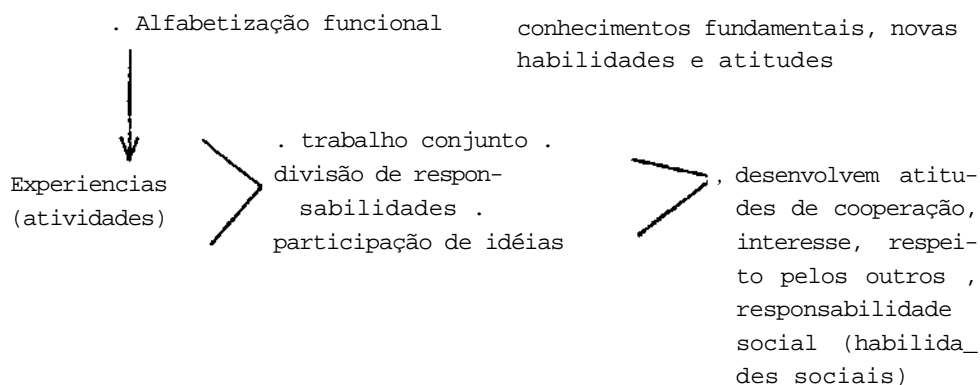 . Alfabetização funcional
conhecimentos fundamentais, novas
habilidades e atitudes
Experiencias
(atividades)
. trabalho conjunto .
divisão de respon-
sabilidades .
participação de idéias
, desenvolvem atitu-
des de cooperação,
interesse, respei-
to pelos outros ,
responsabilidade
social (habilida_
des sociais)